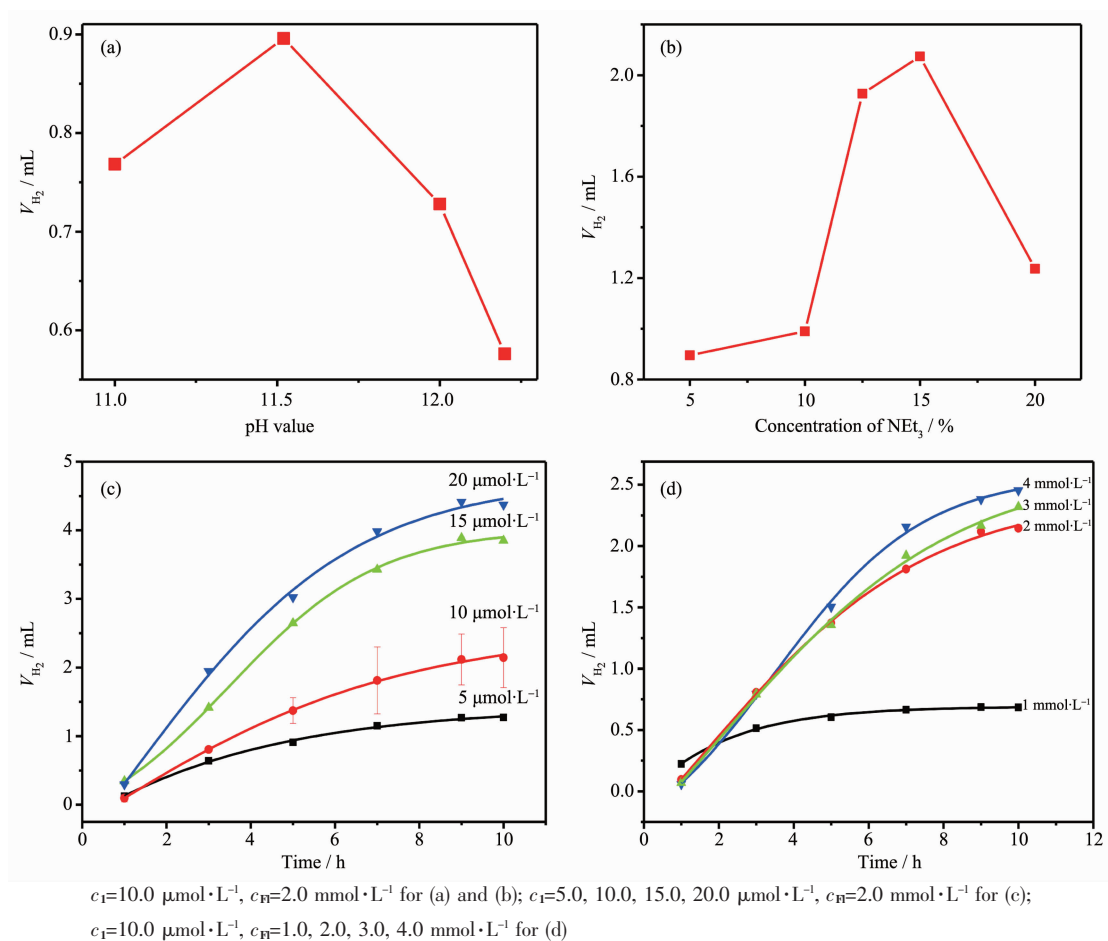 (a)
0.9
0.8
0.7
0.6
V_H₂ / mL
11.0 11.5 12.0
pH value
(b)
2.0
1.6
1.2
0.8
V_H₂ / mL
5 10 15 20
Concentration of NEt₃ / %
(c)
5
4
3
2
1
0
V_H₂ / mL
20 μmol·L⁻¹
15 μmol·L⁻¹
10 μmol·L⁻¹
5 μmol·L⁻¹
0 2 4 6 8 10
Time / h
(d)
2.5
2.0
1.5
1.0
0.5
0.0
V_H₂ / mL
4 mmol·L⁻¹
3 mmol·L⁻¹
2 mmol·L⁻¹
1 mmol·L⁻¹
0 2 4 6 8 10 12
Time / h
c₁=10.0 μmol·L⁻¹, c_Fl=2.0 mmol·L⁻¹ for (a) and (b); c₁=5.0, 10.0, 15.0, 20.0 μmol·L⁻¹, c_Fl=2.0 mmol·L⁻¹ for (c);
c₁=10.0 μmol·L⁻¹, c_Fl=1.0, 2.0, 3.0, 4.0 mmol·L⁻¹ for (d)